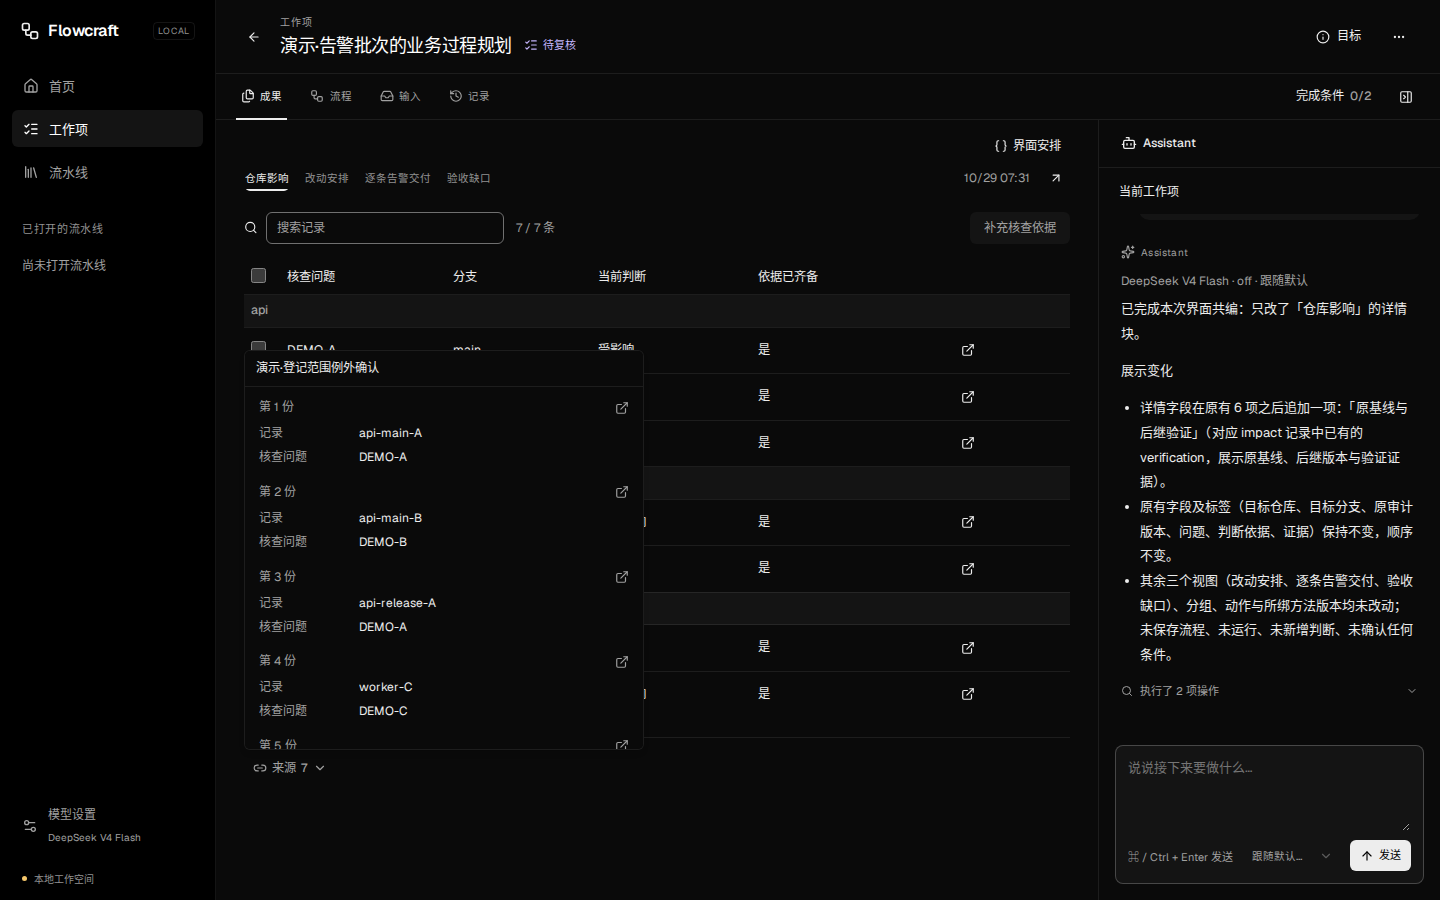 Flowcraft
LOCAL
首页
工作项
流水线
已打开的流水线
尚未打开流水线
模型设置
DeepSeek V4 Flash
本地工作空间
工作项
演示·告警批次的业务过程规划
待复核
目标
成果
流程
输入
记录
完成条件 0/2
{ } 界面安排
仓库影响
改动安排
逐条告警交付
验收缺口
10/29 07:31
搜索记录
7 / 7 条
补充核查依据
核查问题
分支
当前判断
依据已齐备
api
DEMO-A
main
受影响
是
是
是
是
是
是
是
演示·登记范围例外确认
第 1 份
记录
api-main-A
核查问题
DEMO-A
第 2 份
记录
api-main-B
核查问题
DEMO-B
第 3 份
记录
api-release-A
核查问题
DEMO-A
第 4 份
记录
worker-C
核查问题
DEMO-C
第 5 份
来源 7
Assistant
当前工作项
Assistant
DeepSeek V4 Flash · off · 跟随默认
已完成本次界面共编：只改了「仓库影响」的详情
块。
展示变化
详情字段在原有 6 项之后追加一项：「原基线与
后继验证」（对应 impact 记录中已有的
verification，展示原基线、后继版本与验证证
据）。
原有字段及标签（目标仓库、目标分支、原审计
版本、问题、判断依据、证据）保持不变，顺序
不变。
其余三个视图（改动安排、逐条告警交付、验收
缺口）、分组、动作与所绑方法版本均未改动；
未保存流程、未运行、未新增判断、未确认任何
条件。
执行了 2 项操作
说说接下来要做什么…
⌘ / Ctrl + Enter 发送
跟随默认…
发送